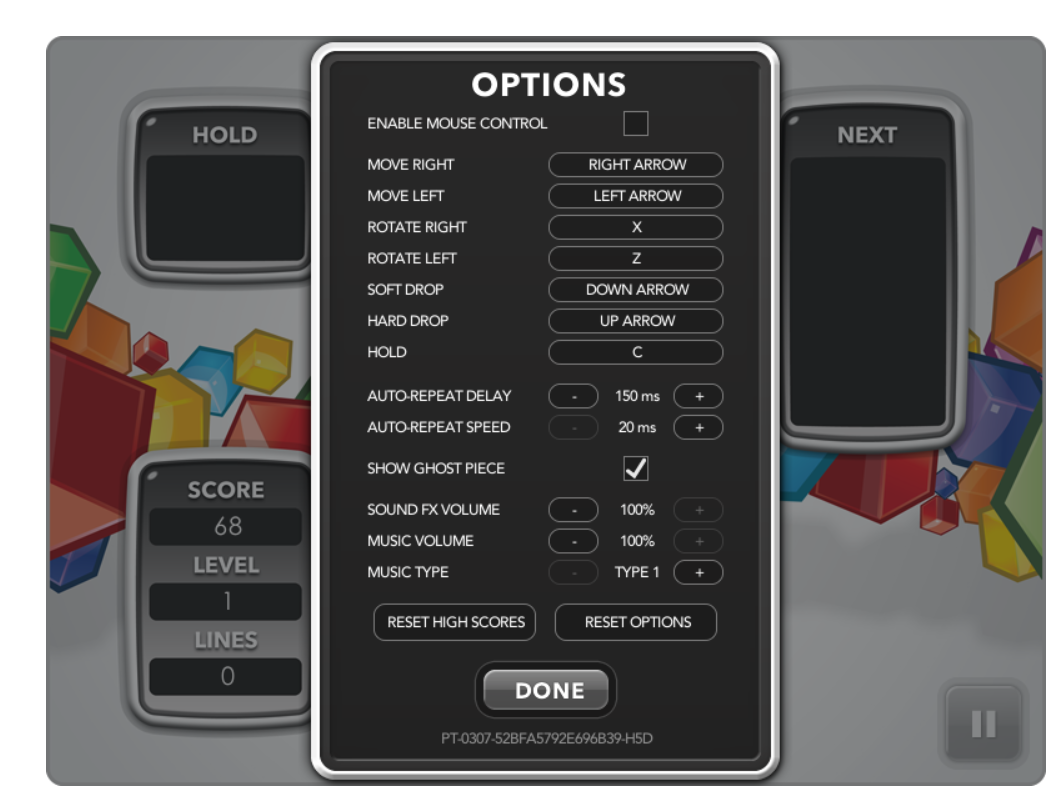 OPTIONS
ENABLE MOUSE CONTROL
MOVE RIGHT RIGHT ARROW
MOVE LEFT LEFT ARROW
ROTATE RIGHT X
ROTATE LEFT Z
SOFT DROP DOWN ARROW
HARD DROP UP ARROW
HOLD C
AUTO-REPEAT DELAY - 150 ms +
AUTO-REPEAT SPEED - 20 ms +
SHOW GHOST PIECE
SOUND FX VOLUME - 100% +
MUSIC VOLUME - 100% +
MUSIC TYPE - TYPE 1 +
RESET HIGH SCORES RESET OPTIONS
DONE
PT-0307-52BFA5792E696B39-H5D
HOLD
SCORE
68
LEVEL
1
LINES
0
NEXT